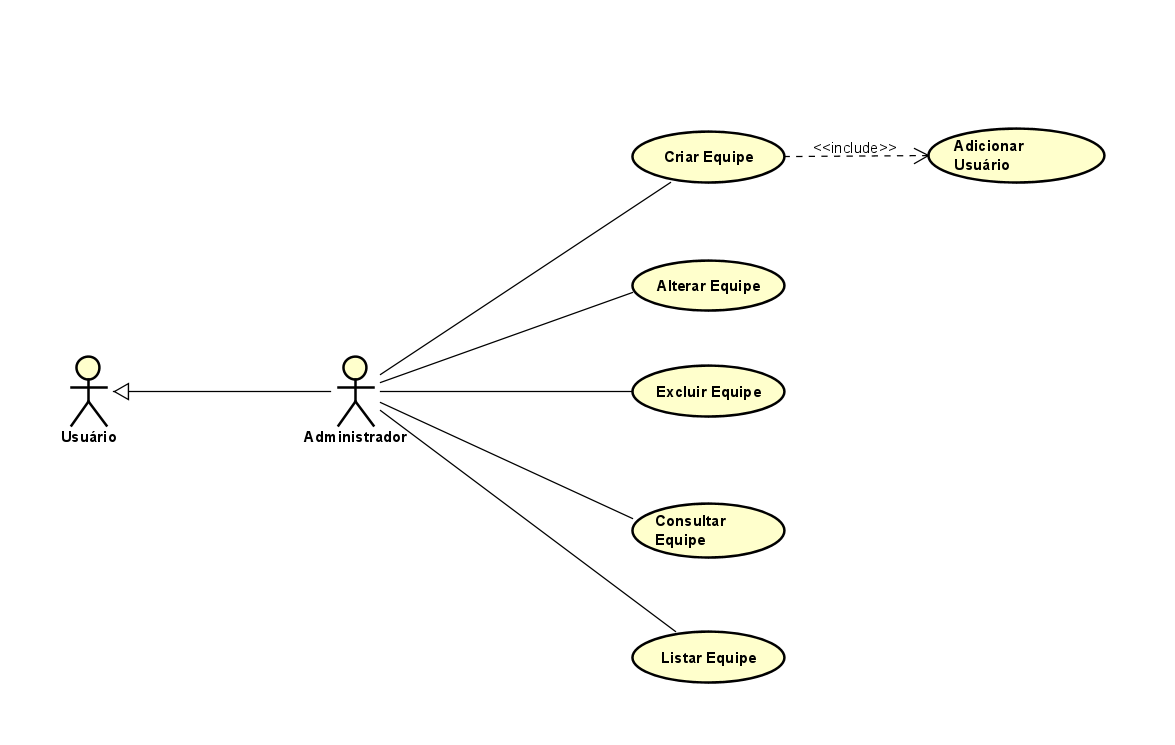 Criar Equipe
<<include>>
Adicionar
Usuário
Alterar Equipe
Excluir Equipe
Usuário
Administrador
Consultar
Equipe
Listar Equipe